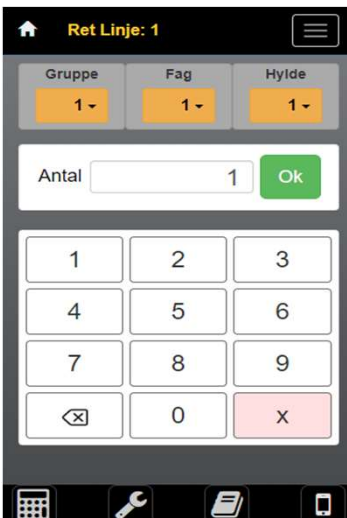 Ret Linje: 1
Gruppe Fag Hylde
1 1 1
Antal 1 Ok
1 2 3
4 5 6
7 8 9
0 x